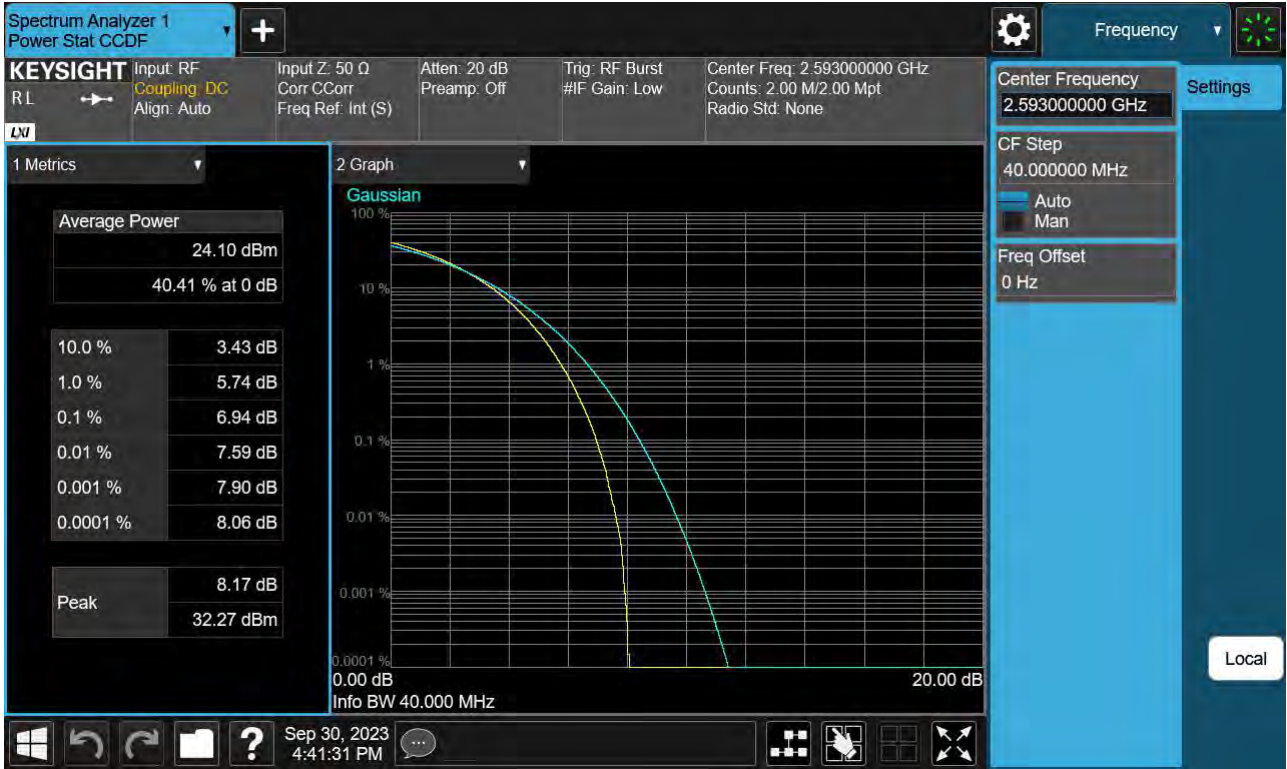 Spectrum Analyzer 1
Power Stat CCDF
Frequency
KEYSIGHT
RL
LXI
Input: RF
Coupling: DC
Align: Auto
Input Z: 50 Ω
Corr CCorr
Freq Ref: Int (S)
Atten: 20 dB
Preamp: Off
Trig: RF Burst
#IF Gain: Low
Center Freq: 2.593000000 GHz
Counts: 2.00 M/2.00 Mpt
Radio Std: None
Center Frequency
2.593000000 GHz
Settings
CF Step
40.000000 MHz
Auto
Man
Freq Offset
0 Hz
1 Metrics
Average Power
24.10 dBm
40.41 % at 0 dB
10.0 % 3.43 dB
1.0 % 5.74 dB
0.1 % 6.94 dB
0.01 % 7.59 dB
0.001 % 7.90 dB
0.0001 % 8.06 dB
Peak
8.17 dB
32.27 dBm
2 Graph
Gaussian
100 %
10 %
1 %
0.1 %
0.01 %
0.001 %
0.0001 %
0.00 dB 20.00 dB
Info BW 40.000 MHz
Local
?
Sep 30, 2023
4:41:31 PM